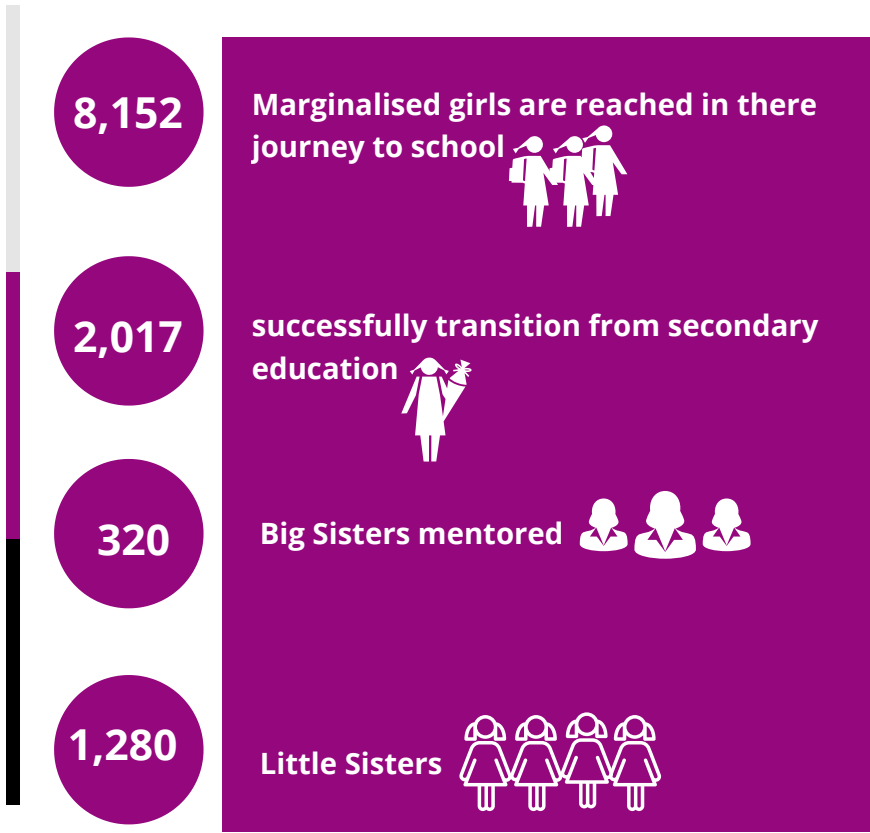 8,152
Marginalised girls are reached in there
journey to school
2,017
successfully transition from secondary
education
320
Big Sisters mentored
1,280
Little Sisters